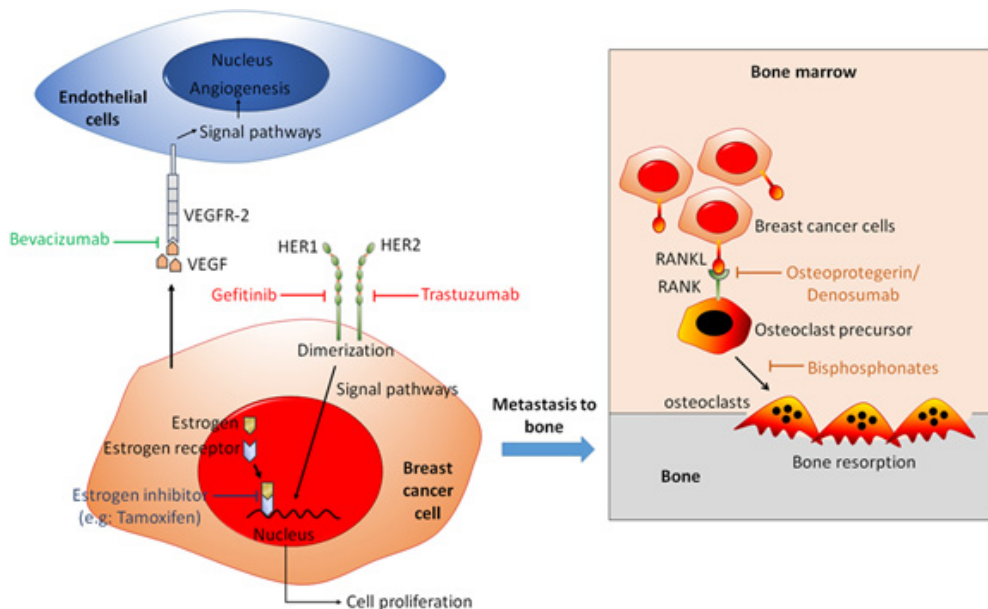 Nucleus
Angiogenesis
Endothelial
cells
Signal pathways
VEGFR-2
Bevacizumab
VEGF
HER1
HER2
Gefitinib
Trastuzumab
Dimerization
Signal pathways
Estrogen
Estrogen receptor
Estrogen inhibitor
(e.g: Tamoxifen)
Nucleus
Breast
cancer
cell
Cell proliferation
Metastasis to
bone
Bone marrow
Breast cancer cells
RANKL
RANK
Osteoprotegerin/
Denosumab
Osteoclast precursor
Bisphosphonates
osteoclasts
Bone resorption
Bone